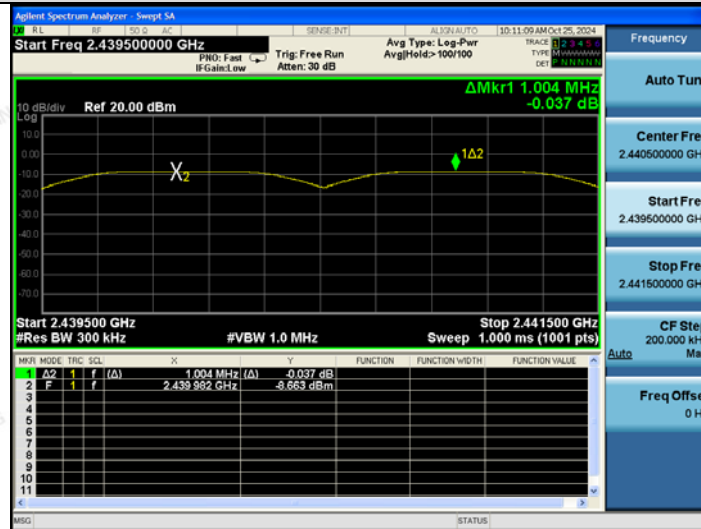 Agilent Spectrum Analyzer - Swept SA
RL RF 50 Ω AC SENSE:INT ALIGN AUTO 10:11:09 AM Oct 25, 2024
Start Freq 2.439500000 GHz
PNO: Fast
IFGain:Low
Trig: Free Run
Atten: 30 dB
Avg Type: Log-Pwr
Avg|Hold:>100/100
TRACE 1 2 3 4 5 6
TYPE M
DET P N N N N N
ΔMkr1 1.004 MHz
-0.037 dB
10 dB/div Ref 20.00 dBm
Log
10.0
0.00
-10.0
-20.0
-30.0
-40.0
-50.0
-60.0
-70.0
X2
1Δ2
Start 2.439500 GHz Stop 2.441500 GHz
#Res BW 300 kHz #VBW 1.0 MHz Sweep 1.000 ms (1001 pts)
MKR MODE TRC SCL X Y FUNCTION FUNCTION WIDTH FUNCTION VALUE
1 Δ2 1 f (Δ) 1.004 MHz (Δ) -0.037 dB
2 F 1 f 2.439 982 GHz -8.663 dBm
3
4
5
6
7
8
9
10
11
MSG STATUS
Frequency
Auto Tun
Center Fre
2.440500000 GH
Start Fre
2.439500000 GH
Stop Fre
2.441500000 GH
CF Ste
200.000 kH
Auto Ma
Freq Offse
0 H